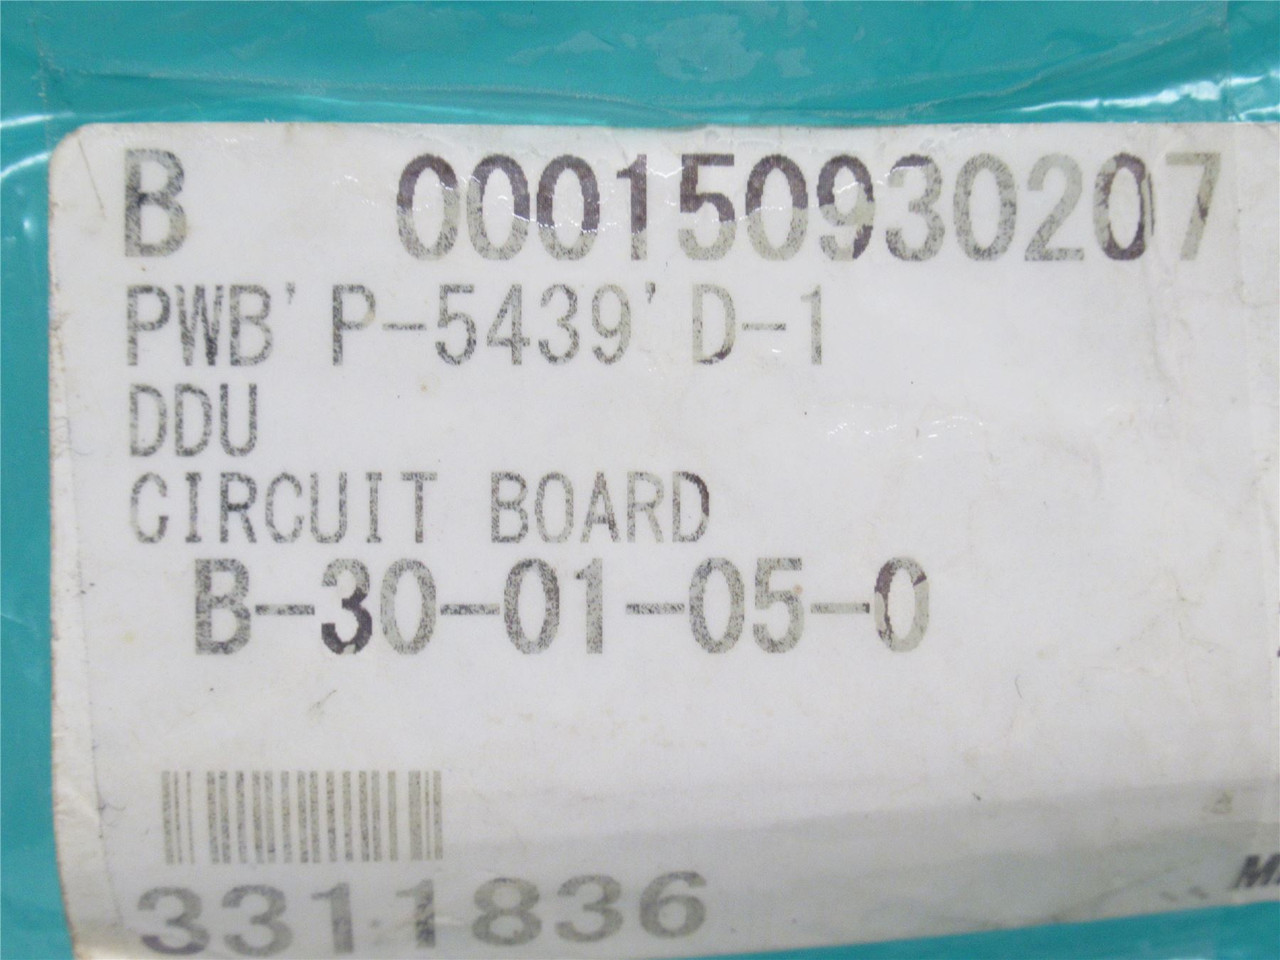 B 000150930207
PWB' P-5439' D-1
DDU
CIRCUIT BOARD
B-30-01-05-0
3311836